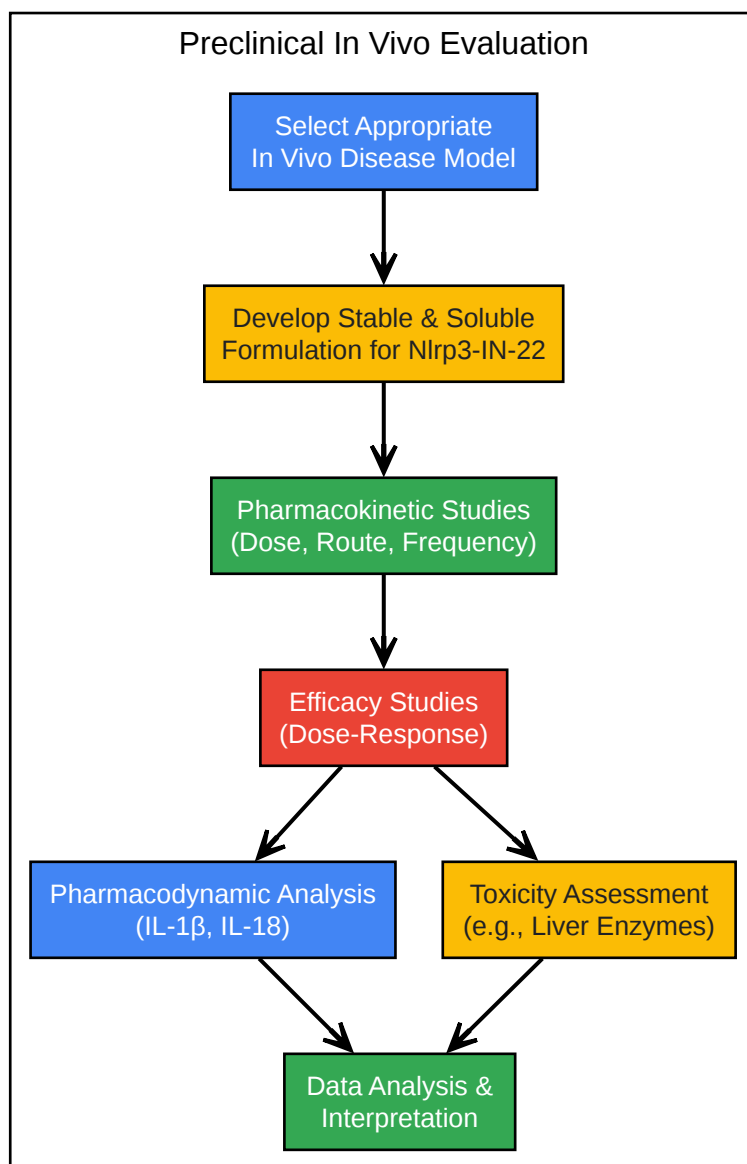 Preclinical In Vivo Evaluation
Select Appropriate
In Vivo Disease Model
Develop Stable & Soluble
Formulation for Nlrp3-IN-22
Pharmacokinetic Studies
(Dose, Route, Frequency)
Efficacy Studies
(Dose-Response)
Pharmacodynamic Analysis
(IL-1β, IL-18)
Toxicity Assessment
(e.g., Liver Enzymes)
Data Analysis &
Interpretation